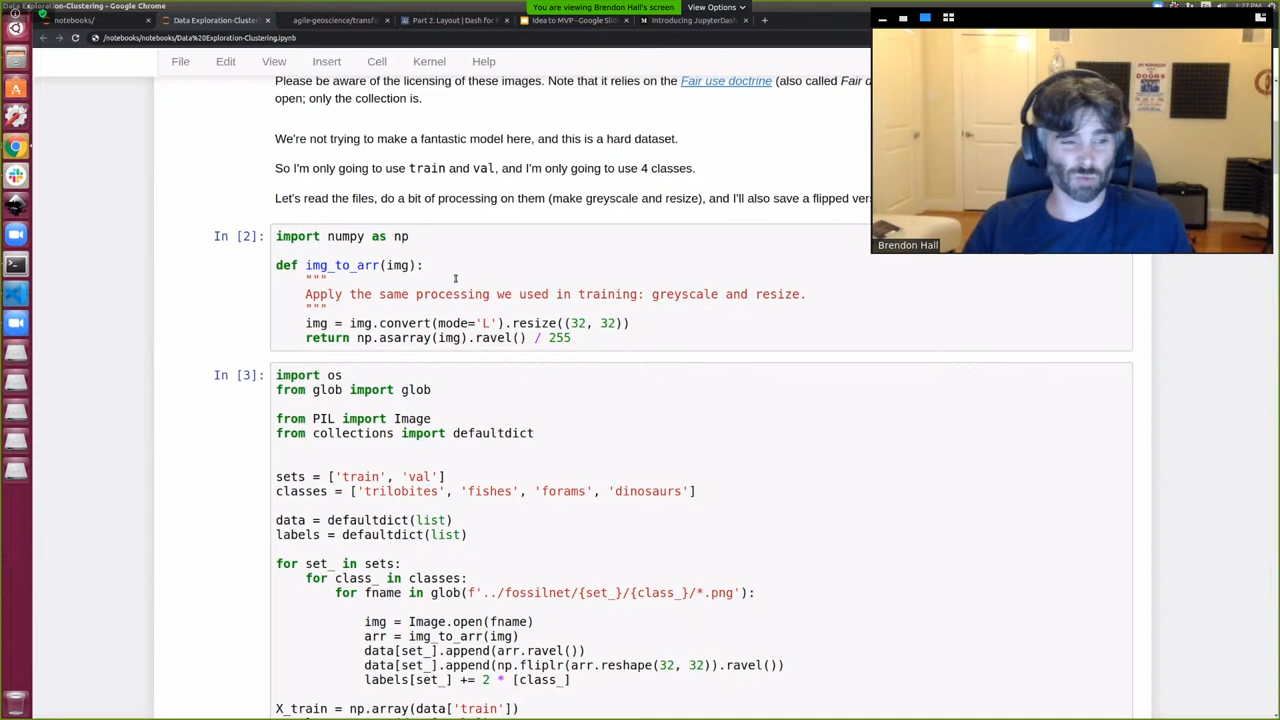 Data Exploration-Clustering - Google Chrome
You are viewing Brendon Hall's screen
View Options
1:27 PM
notebooks/
Data Exploration-Cluster
agile-geoscience/transfo
Part 2. Layout | Dash for
Idea to MVP - Google Slid
Introducing JupyterDash
/notebooks/notebooks/Data%20Exploration-Clustering.ipynb
File Edit View Insert Cell Kernel Help
Please be aware of the licensing of these images. Note that it relies on the Fair use doctrine (also called Fair
open; only the collection is.
We're not trying to make a fantastic model here, and this is a hard dataset.
So I'm only going to use train and val, and I'm only going to use 4 classes.
Let's read the files, do a bit of processing on them (make greyscale and resize), and I'll also save a flipped
Brendon Hall
In [2]:
import numpy as np
def img_to_arr(img):
"""
Apply the same processing we used in training: greyscale and resize.
"""
img = img.convert(mode='L').resize((32, 32))
return np.asarray(img).ravel() / 255
In [3]:
import os
from glob import glob
from PIL import Image
from collections import defaultdict
sets = ['train', 'val']
classes = ['trilobites', 'fishes', 'forams', 'dinosaurs']
data = defaultdict(list)
labels = defaultdict(list)
for set_ in sets:
for class_ in classes:
for fname in glob(f'../fossilnet/{set_}/{class_}/*.png'):
img = Image.open(fname)
arr = img_to_arr(img)
data[set_].append(arr.ravel())
data[set_].append(np.fliplr(arr.reshape(32, 32)).ravel())
labels[set_] += 2 * [class_]
X_train = np.array(data['train'])